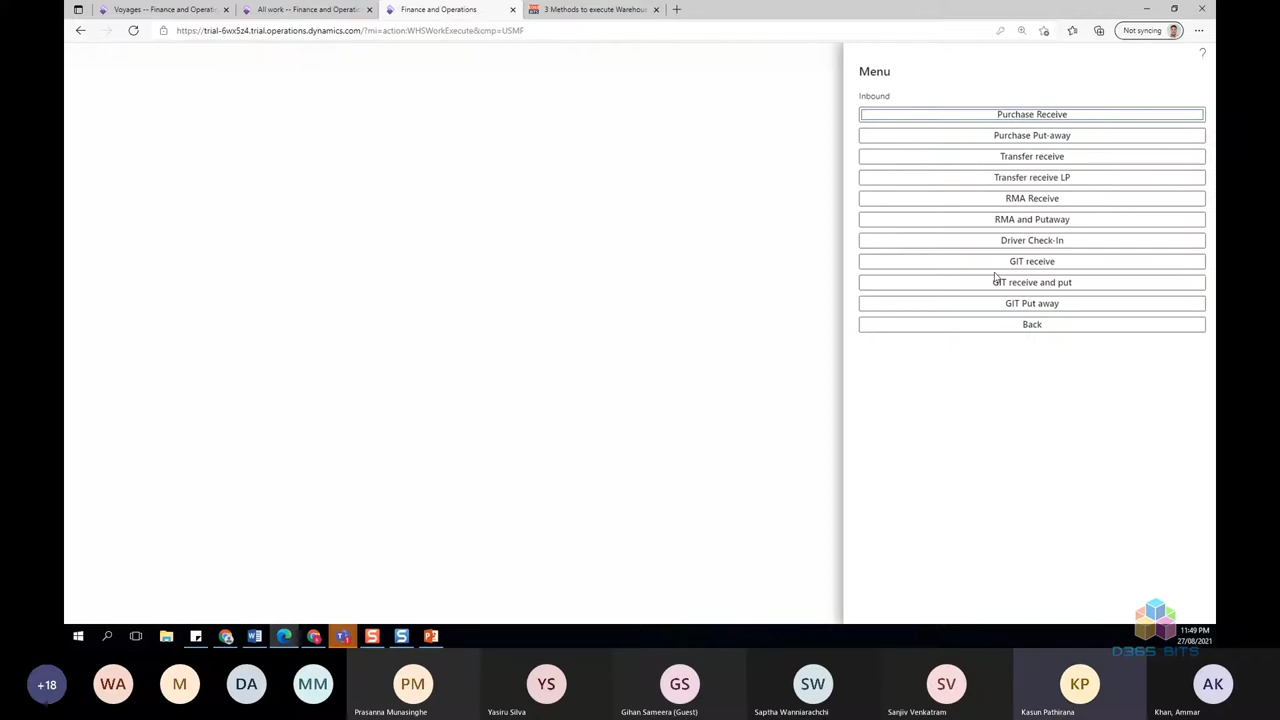 Voyages -- Finance and Operati
All work -- Finance and Operati
Finance and Operations
3 Methods to execute Warehou
https://trial-6wx5z4.trial.operations.dynamics.com/?mi=action:WHSWorkExecute&cmp=USMF
Not syncing
?
Menu
Inbound
Purchase Receive
Purchase Put-away
Transfer receive
Transfer receive LP
RMA Receive
RMA and Putaway
Driver Check-In
GIT receive
GIT receive and put
GIT Put away
Back
11:49 PM
27/08/2021
D365 BITS
+18
WA
M
DA
MM
PM
YS
GS
SW
SV
KP
AK
Prasanna Munasinghe
Yasiru Silva
Gihan Sameera (Guest)
Saptha Wanniarachchi
Sanjiv Venkatram
Kasun Pathirana
Khan, Ammar